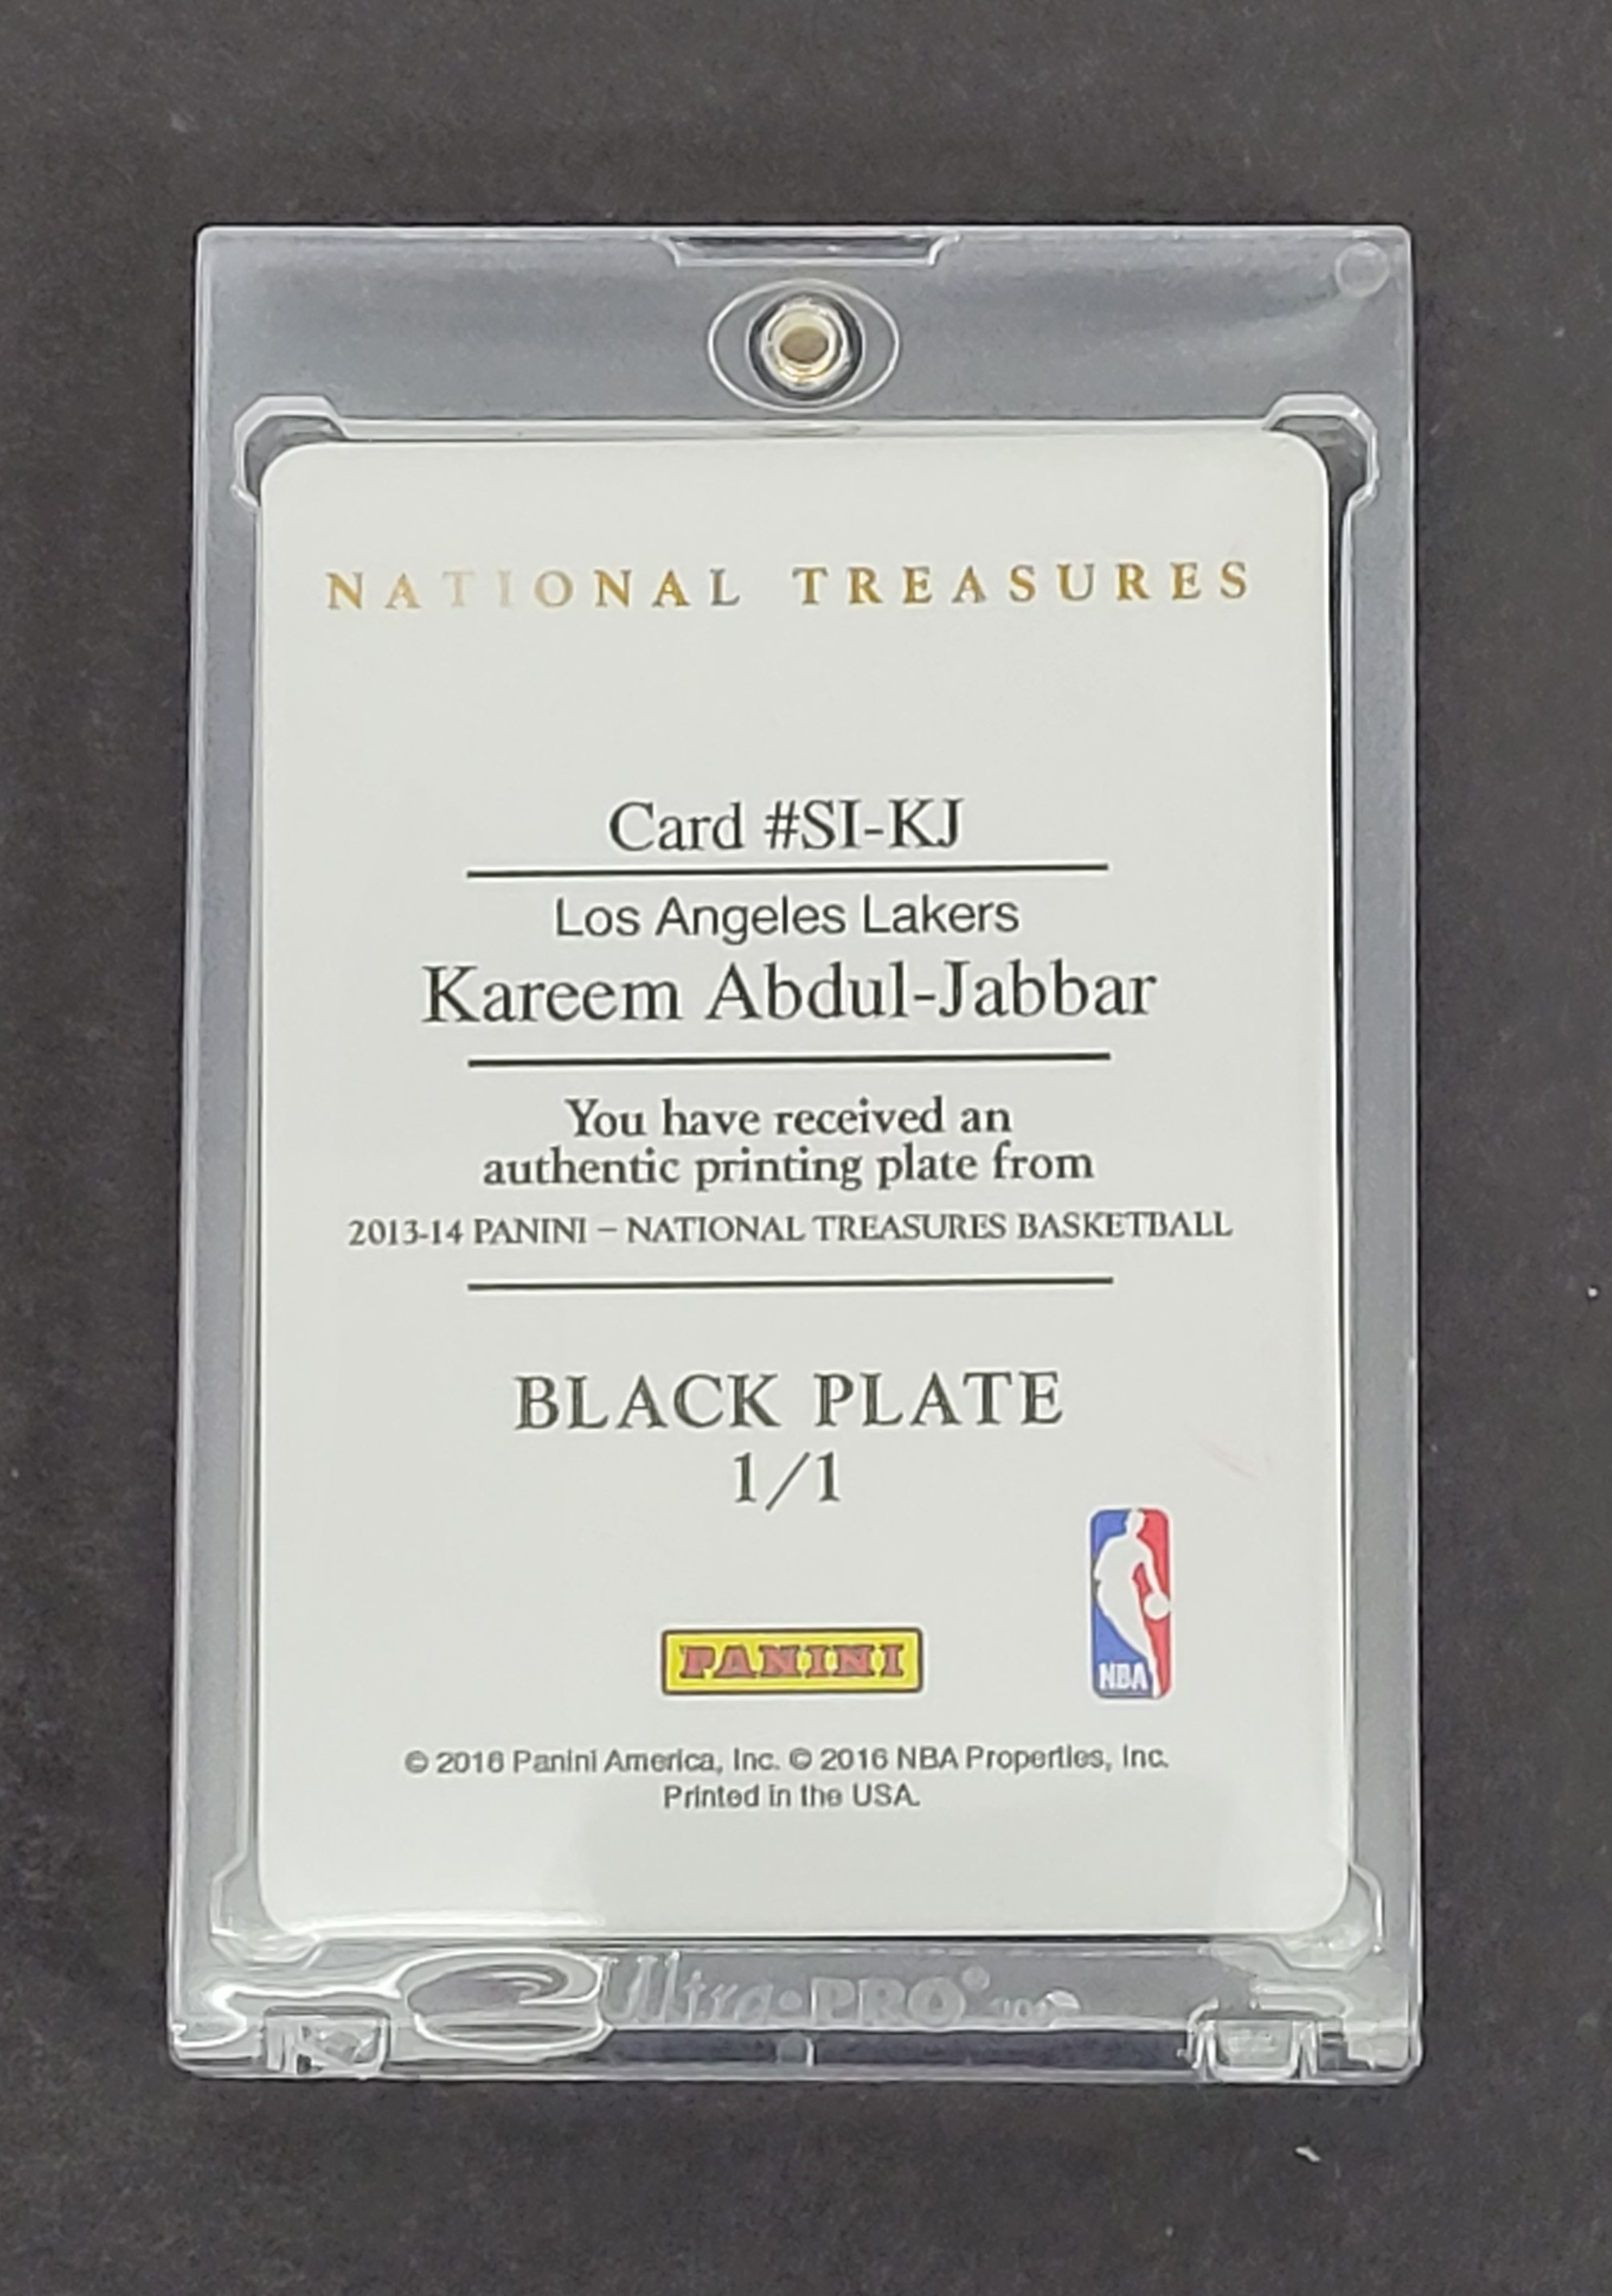 NATIONAL TREASURES
Card #SI-KJ
Los Angeles Lakers
Kareem Abdul-Jabbar
You have received an
authentic printing plate from
2013-14 PANINI – NATIONAL TREASURES BASKETBALL
BLACK PLATE
1/1
NBA
PANINI
© 2016 Panini America, Inc. © 2016 NBA Properties, Inc.
Printed in the USA.
Ultra•PRO®